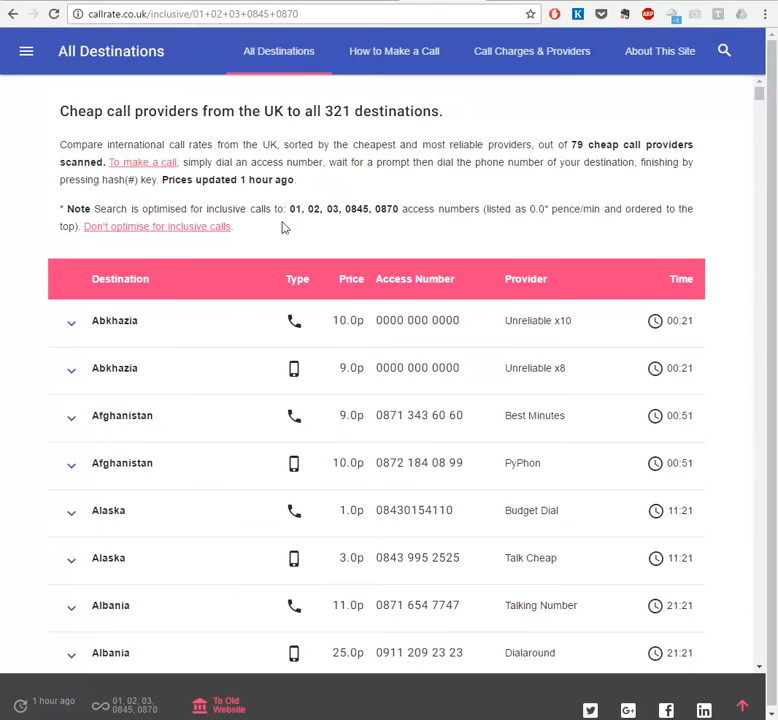 callrate.co.uk/inclusive/01+02+03+0845+0870
All Destinations All Destinations How to Make a Call Call Charges & Providers About This Site
Cheap call providers from the UK to all 321 destinations.
Compare international call rates from the UK, sorted by the cheapest and most reliable providers, out of 79 cheap call providers
scanned. To make a call, simply dial an access number, wait for a prompt then dial the phone number of your destination, finishing by
pressing hash(#) key. Prices updated 1 hour ago.
* Note Search is optimised for inclusive calls to: 01, 02, 03, 0845, 0870 access numbers (listed as 0.0* pence/min and ordered to the
top). Don't optimise for inclusive calls.
Destination Type Price Access Number Provider Time
Abkhazia 10.0p 0000 000 0000 Unreliable x10 00:21
Abkhazia 9.0p 0000 000 0000 Unreliable x8 00:21
Afghanistan 9.0p 0871 343 60 60 Best Minutes 00:51
Afghanistan 10.0p 0872 184 08 99 PyPhon 00:51
Alaska 1.0p 08430154110 Budget Dial 11:21
Alaska 3.0p 0843 995 2525 Talk Cheap 11:21
Albania 11.0p 0871 654 7747 Talking Number 21:21
Albania 25.0p 0911 209 23 23 Dialaround 21:21
1 hour ago 01, 02, 03, To Old
0845, 0870 Website